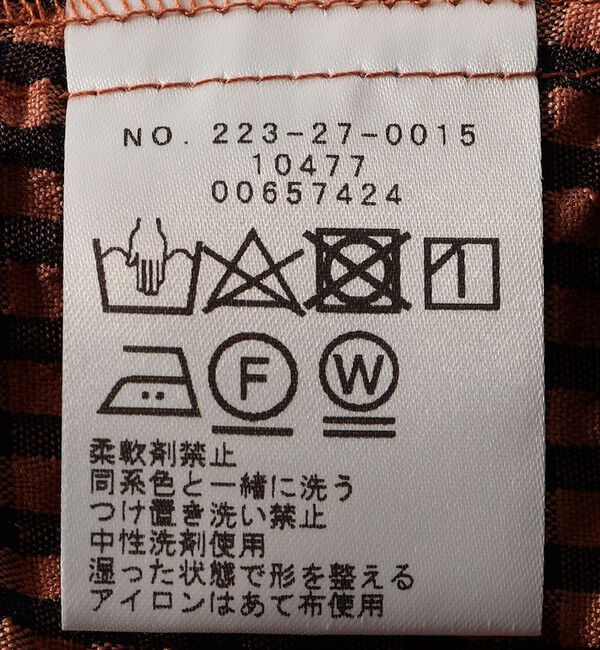 NO. 223-27-0015
10477
00657424
F W
柔軟剤禁止
同系色と一緒に洗う
つけ置き洗い禁止
中性洗剤使用
湿った状態で形を整える
アイロンはあて布使用